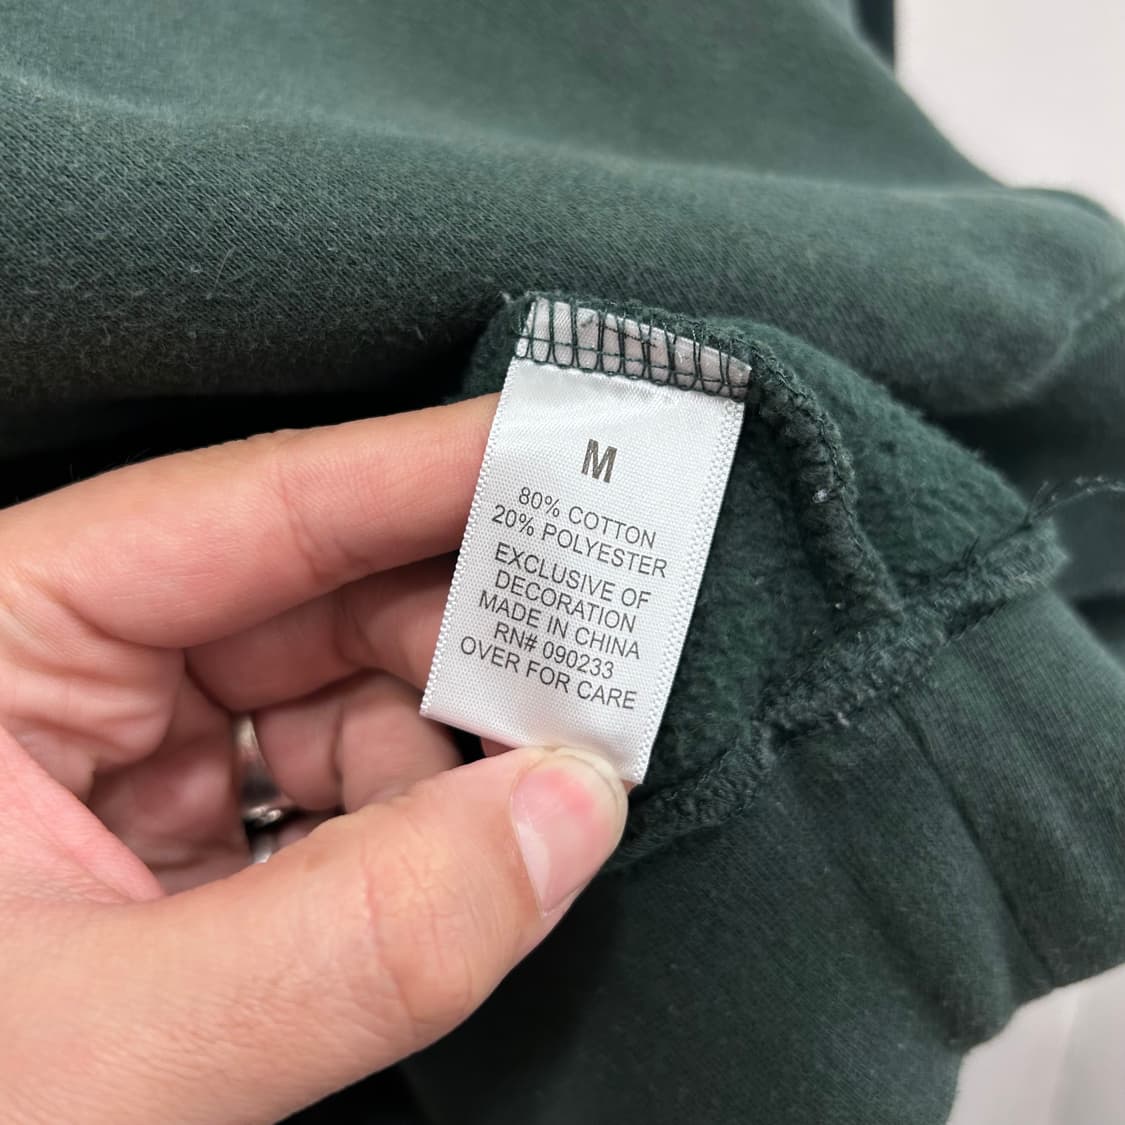 M
80% COTTON
20% POLYESTER
EXCLUSIVE OF
DECORATION
MADE IN CHINA
RN# 090233
OVER FOR CARE